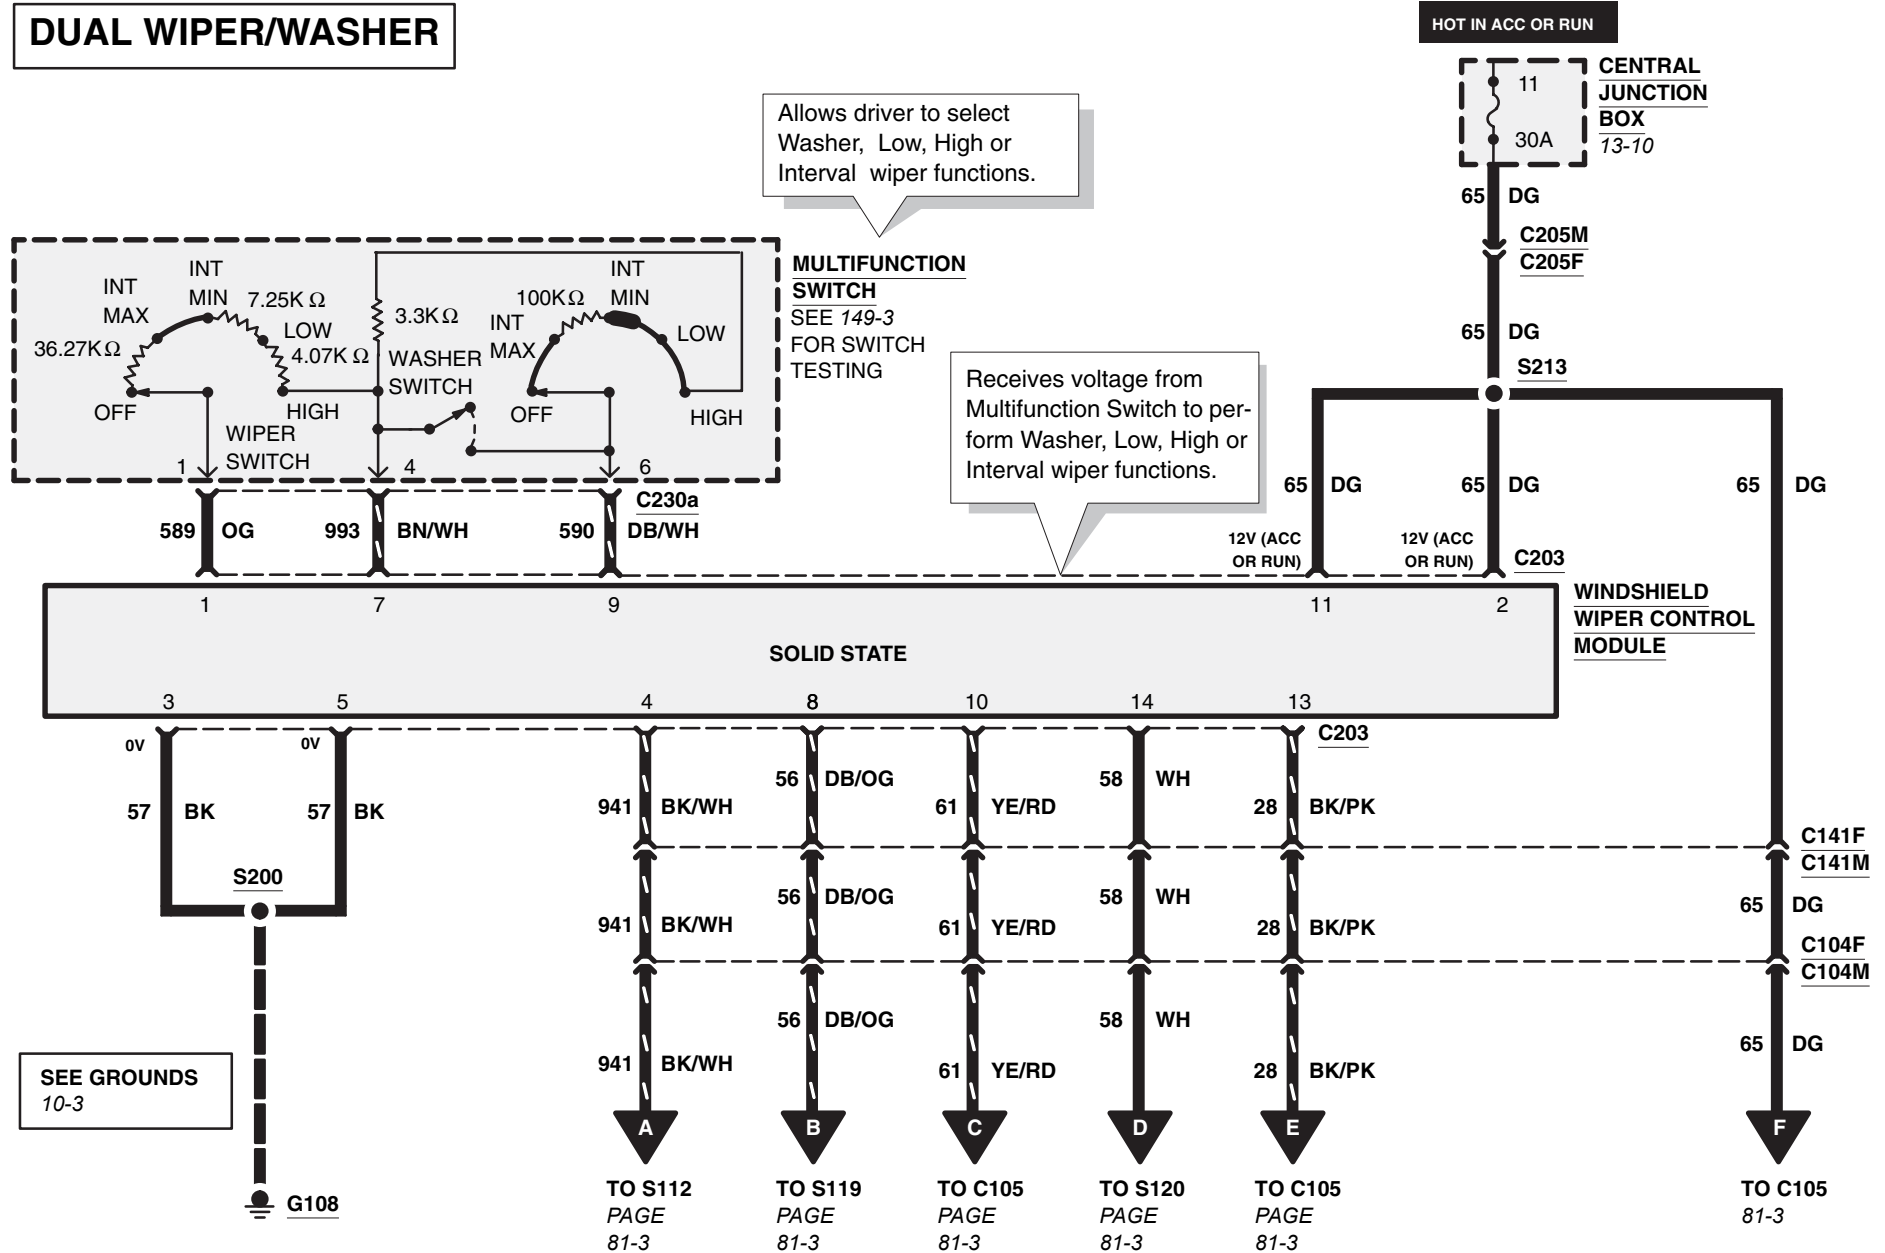 DUAL WIPER/WASHER
HOT IN ACC OR RUN
11
30A
CENTRAL
JUNCTION
BOX
13-10
65 DG
C205M
C205F
65 DG
S213
Allows driver to select
Washer, Low, High or
Interval wiper functions.
MULTIFUNCTION
SWITCH
SEE 149-3
FOR SWITCH
TESTING
INT
MAX
INT
MIN
7.25K Ω
LOW
36.27KΩ
4.07K Ω
OFF
HIGH
WIPER
SWITCH
3.3KΩ
WASHER
SWITCH
100KΩ
INT
MIN
INT
MAX
LOW
OFF
HIGH
1
4
6
C230a
589 OG
993 BN/WH
590 DB/WH
Receives voltage from
Multifunction Switch to per-
form Washer, Low, High or
Interval wiper functions.
65 DG
65 DG
65 DG
12V (ACC
OR RUN)
12V (ACC
OR RUN)
C203
1
7
9
11
2
SOLID STATE
WINDSHIELD
WIPER CONTROL
MODULE
3
5
4
8
10
14
13
C203
0V
0V
57 BK
57 BK
S200
SEE GROUNDS
10-3
G108
941 BK/WH
56 DB/OG
61 YE/RD
58 WH
28 BK/PK
C141F
C141M
941 BK/WH
56 DB/OG
61 YE/RD
58 WH
28 BK/PK
65 DG
C104F
C104M
941 BK/WH
56 DB/OG
61 YE/RD
58 WH
28 BK/PK
65 DG
A
B
C
D
E
F
TO S112
PAGE
81-3
TO S119
PAGE
81-3
TO C105
PAGE
81-3
TO S120
PAGE
81-3
TO C105
PAGE
81-3
TO C105
81-3